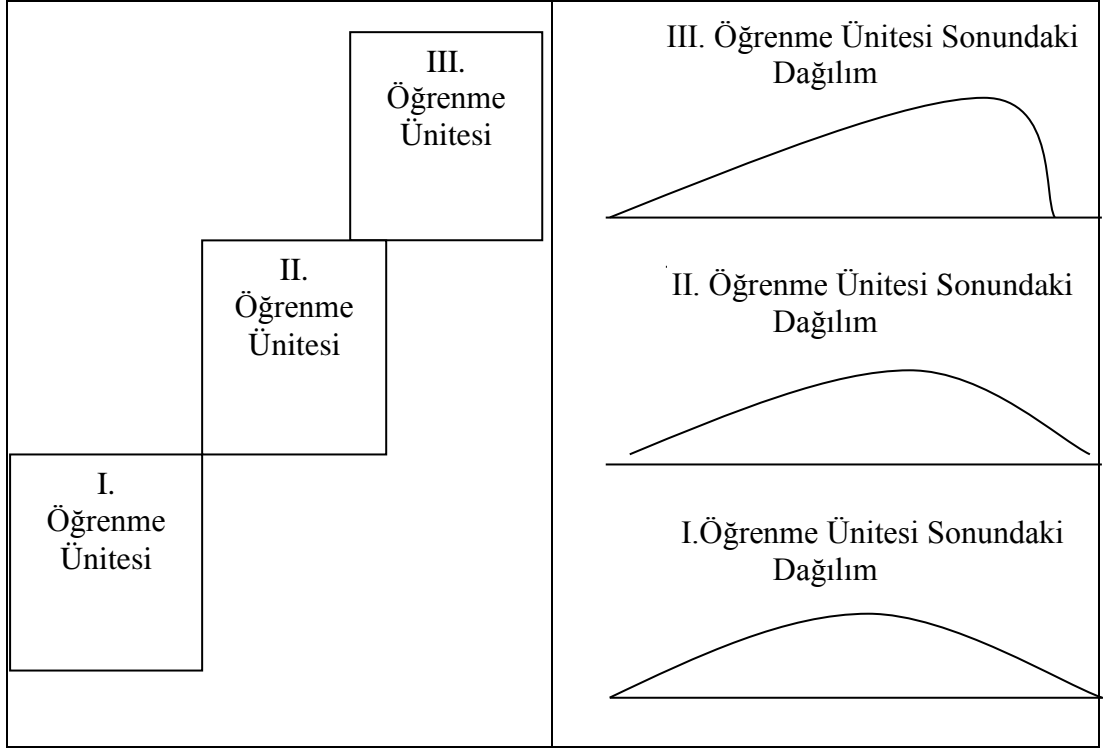 III.
Öğrenme
Ünitesi
II.
Öğrenme
Ünitesi
I.
Öğrenme
Ünitesi
III. Öğrenme Ünitesi Sonundaki
Dağılım
II. Öğrenme Ünitesi Sonundaki
Dağılım
I.Öğrenme Ünitesi Sonundaki
Dağılım